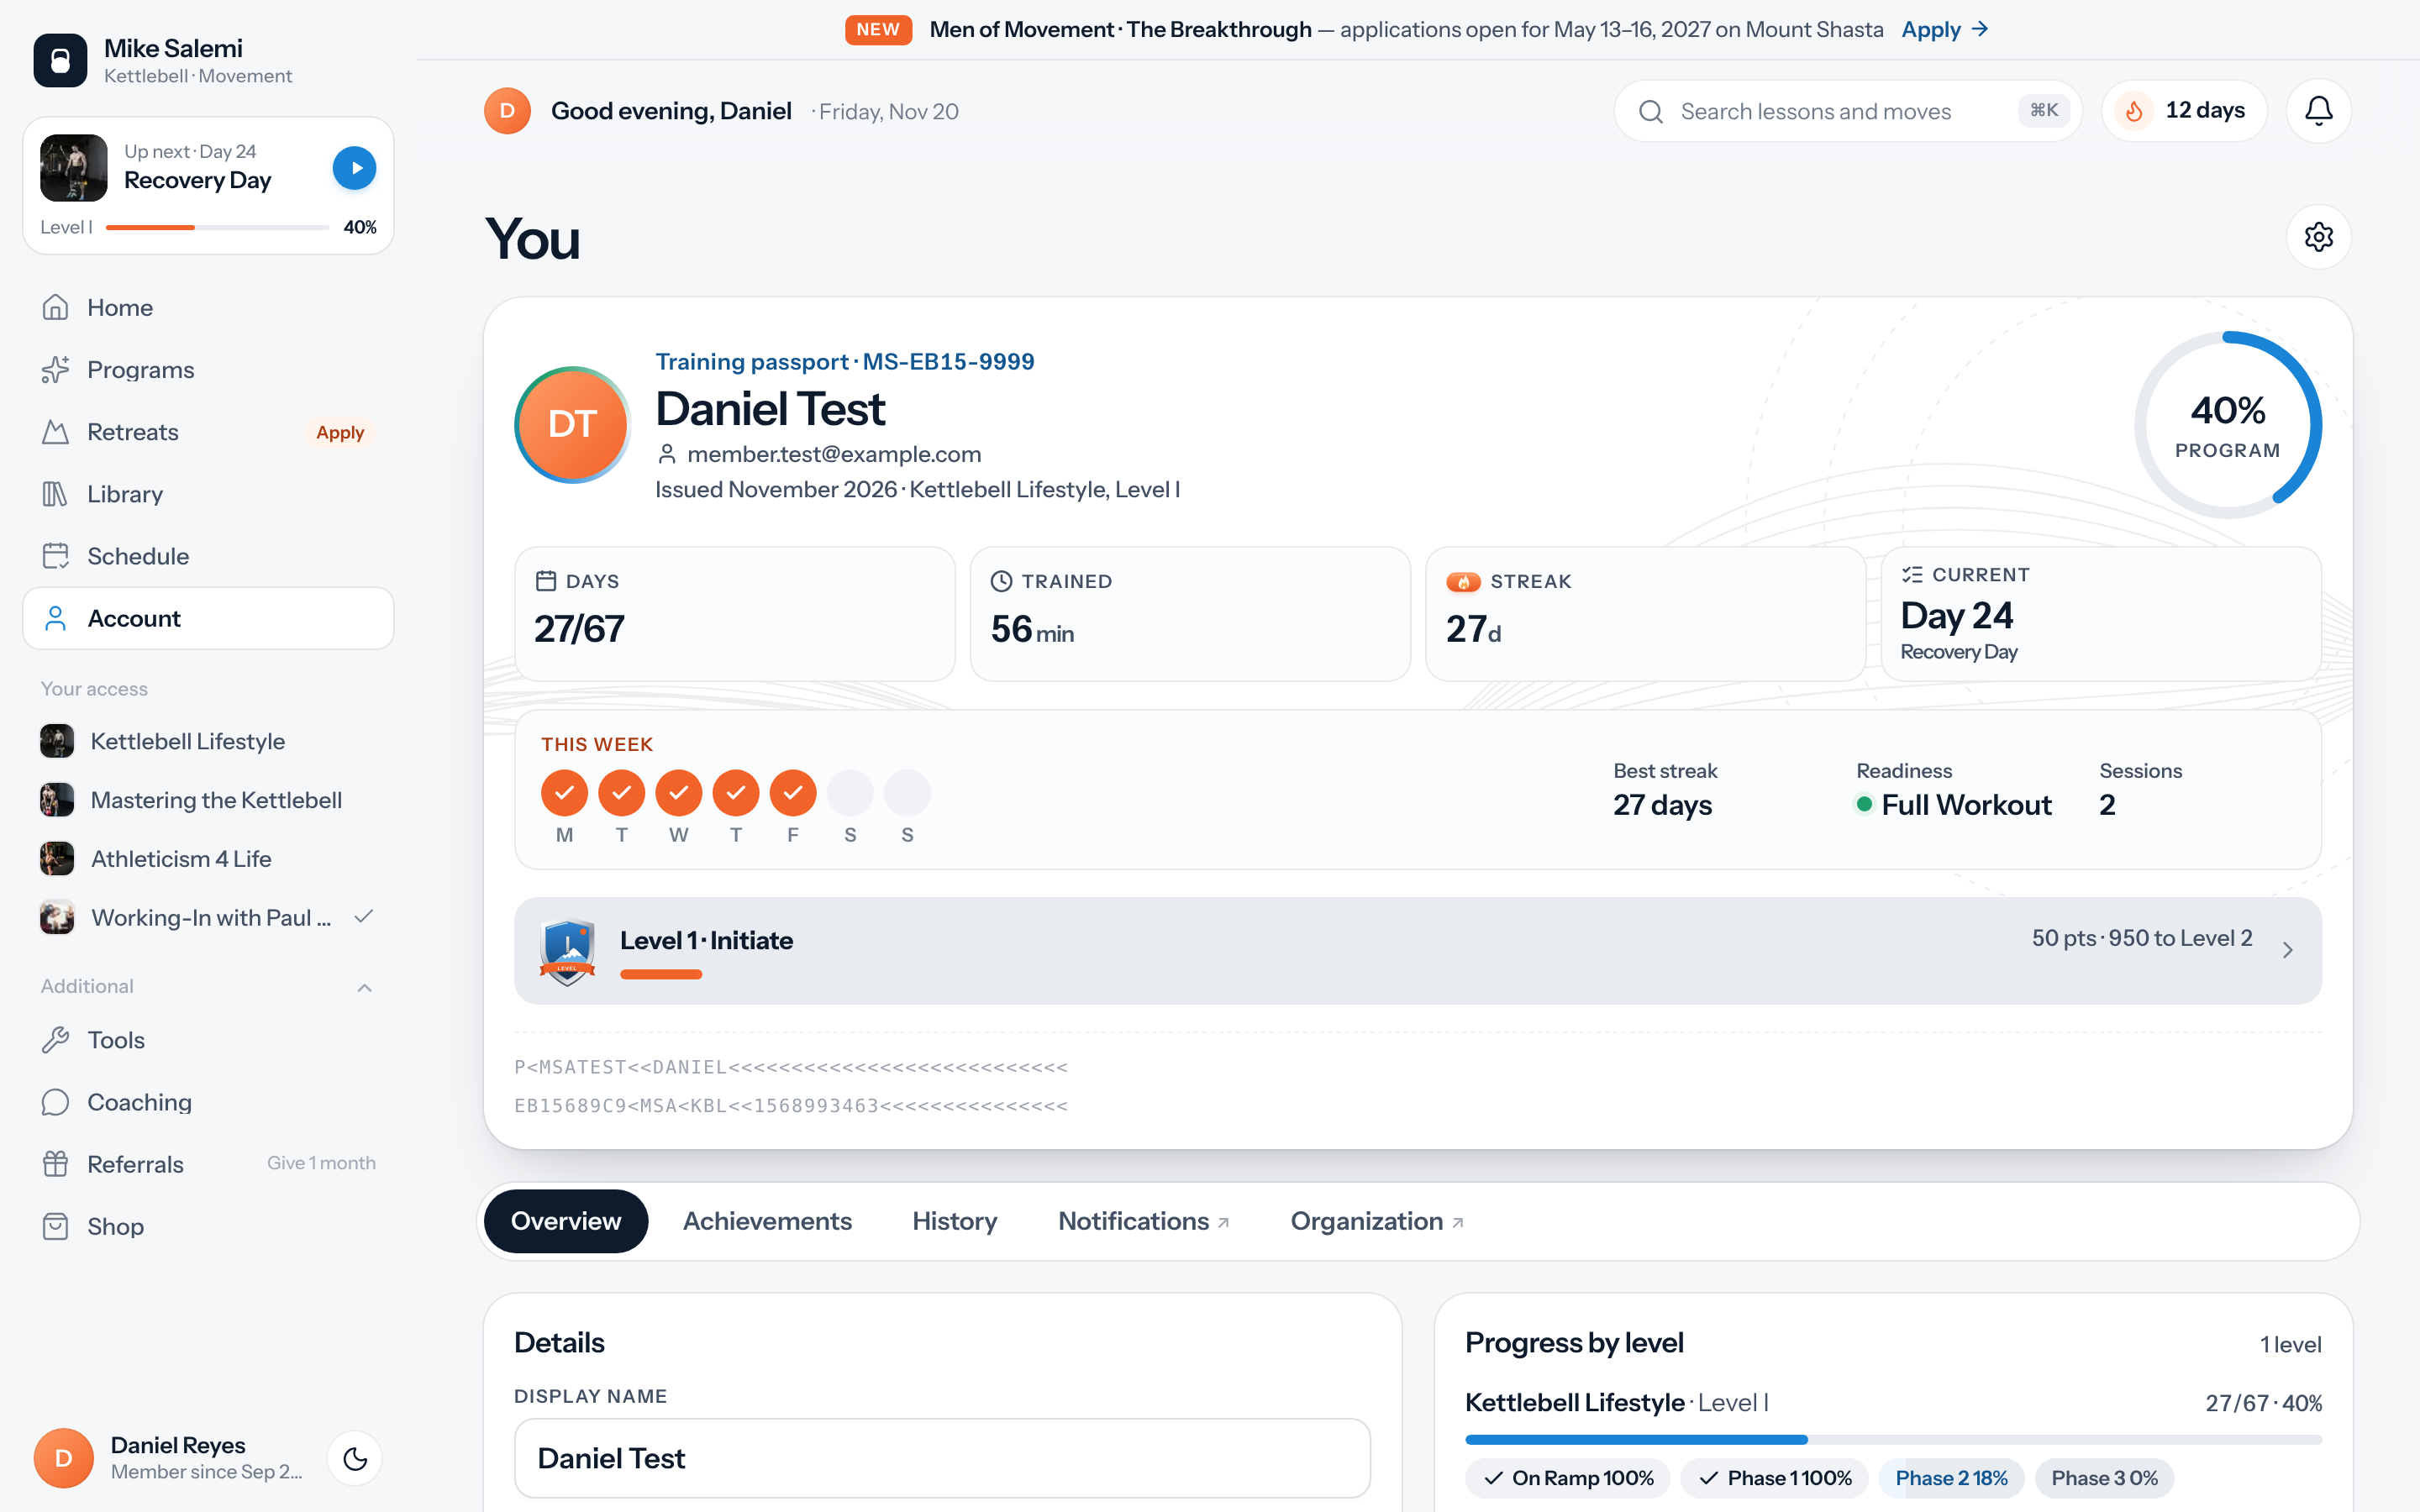 Mike Salemi
Kettlebell · Movement
Up next · Day 24
Recovery Day
Level I 40%
Home
Programs
Retreats Apply
Library
Schedule
Account
Your access
Kettlebell Lifestyle
Mastering the Kettlebell
Athleticism 4 Life
Working-In with Paul ...
Additional
Tools
Coaching
Referrals Give 1 month
Shop
D Daniel Reyes
Member since Sep 2...
NEW Men of Movement · The Breakthrough — applications open for May 13–16, 2027 on Mount Shasta Apply →
D Good evening, Daniel · Friday, Nov 20
Search lessons and moves ⌘K
12 days
You
DT
Training passport · MS-EB15-9999
Daniel Test
member.test@example.com
Issued November 2026 · Kettlebell Lifestyle, Level I
40%
PROGRAM
DAYS
27/67
TRAINED
56 min
STREAK
27d
CURRENT
Day 24
Recovery Day
THIS WEEK
M T W T F S S
Best streak
27 days
Readiness
Full Workout
Sessions
2
LEVEL
Level 1 · Initiate
50 pts · 950 to Level 2
P<MSATEST<<DANIEL<<<<<<<<<<<<<<<<<<<<<<<<<<<
EB15689C9<MSA<KBL<<1568993463<<<<<<<<<<<<<<<
Overview Achievements History Notifications ↗ Organization ↗
Details
DISPLAY NAME
Daniel Test
Progress by level 1 level
Kettlebell Lifestyle · Level I 27/67 · 40%
On Ramp 100% Phase 1 100% Phase 2 18% Phase 3 0%